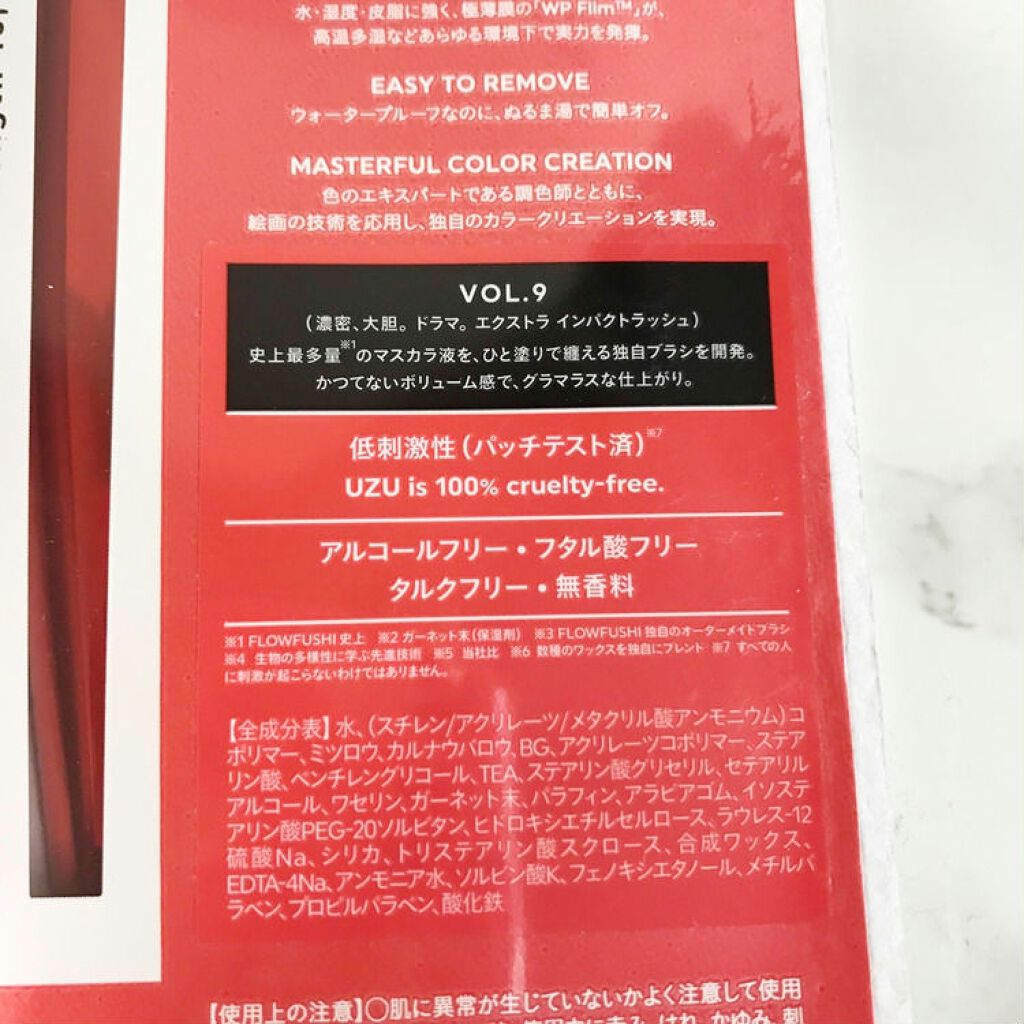 水・湿度・皮脂に強く、極薄膜の「WP Flim™」が、
高温多湿などあらゆる環境下で実力を発揮。
EASY TO REMOVE
ウォータープルーフなのに、ぬるま湯で簡単オフ。
MASTERFUL COLOR CREATION
色のエキスパートである調色師とともに、
絵画の技術を応用し、独自のカラークリエーションを実現。
VOL.9
(濃密、大胆。ドラマ。エクストラ インパクトラッシュ)
史上最多量※1のマスカラ液を、ひと塗りで纏える独自ブラシを開発。
かつてないボリューム感で、グラマラスな仕上がり。
低刺激性(パッチテスト済)※7
UZU is 100% cruelty-free.
アルコールフリー・フタル酸フリー
タルクフリー・無香料
※1 FLOWFUSHI 史上 ※2 ガーネット末(保湿剤) ※3 FLOWFUSHI 独自のオーダーメイドブラシ
※4 生物の多様性に学ぶ先進技術 ※5 当社比 ※6 数種のワックスを独自にブレンド ※7 すべての人
に刺激が起こらないわけではありません。
【全成分表】水、(スチレン/アクリレーツ/メタクリル酸アンモニウム)コ
ポリマー、ミツロウ、カルナウバロウ、BG、アクリレーツコポリマー、ステア
リン酸、ペンチレングリコール、TEA、ステアリン酸グリセリル、セテアリル
アルコール、ワセリン、ガーネット末、パラフィン、アラビアゴム、イソステ
アリン酸PEG-20ソルビタン、ヒドロキシエチルセルロース、ラウレス-12
硫酸Na、シリカ、トリステアリン酸スクロース、合成ワックス、
EDTA-4Na、アンモニア水、ソルビン酸K、フェノキシエタノール、メチルパ
ラベン、プロピルパラベン、酸化鉄
【使用上の注意】○肌に異常が生じていないかよく注意して使用